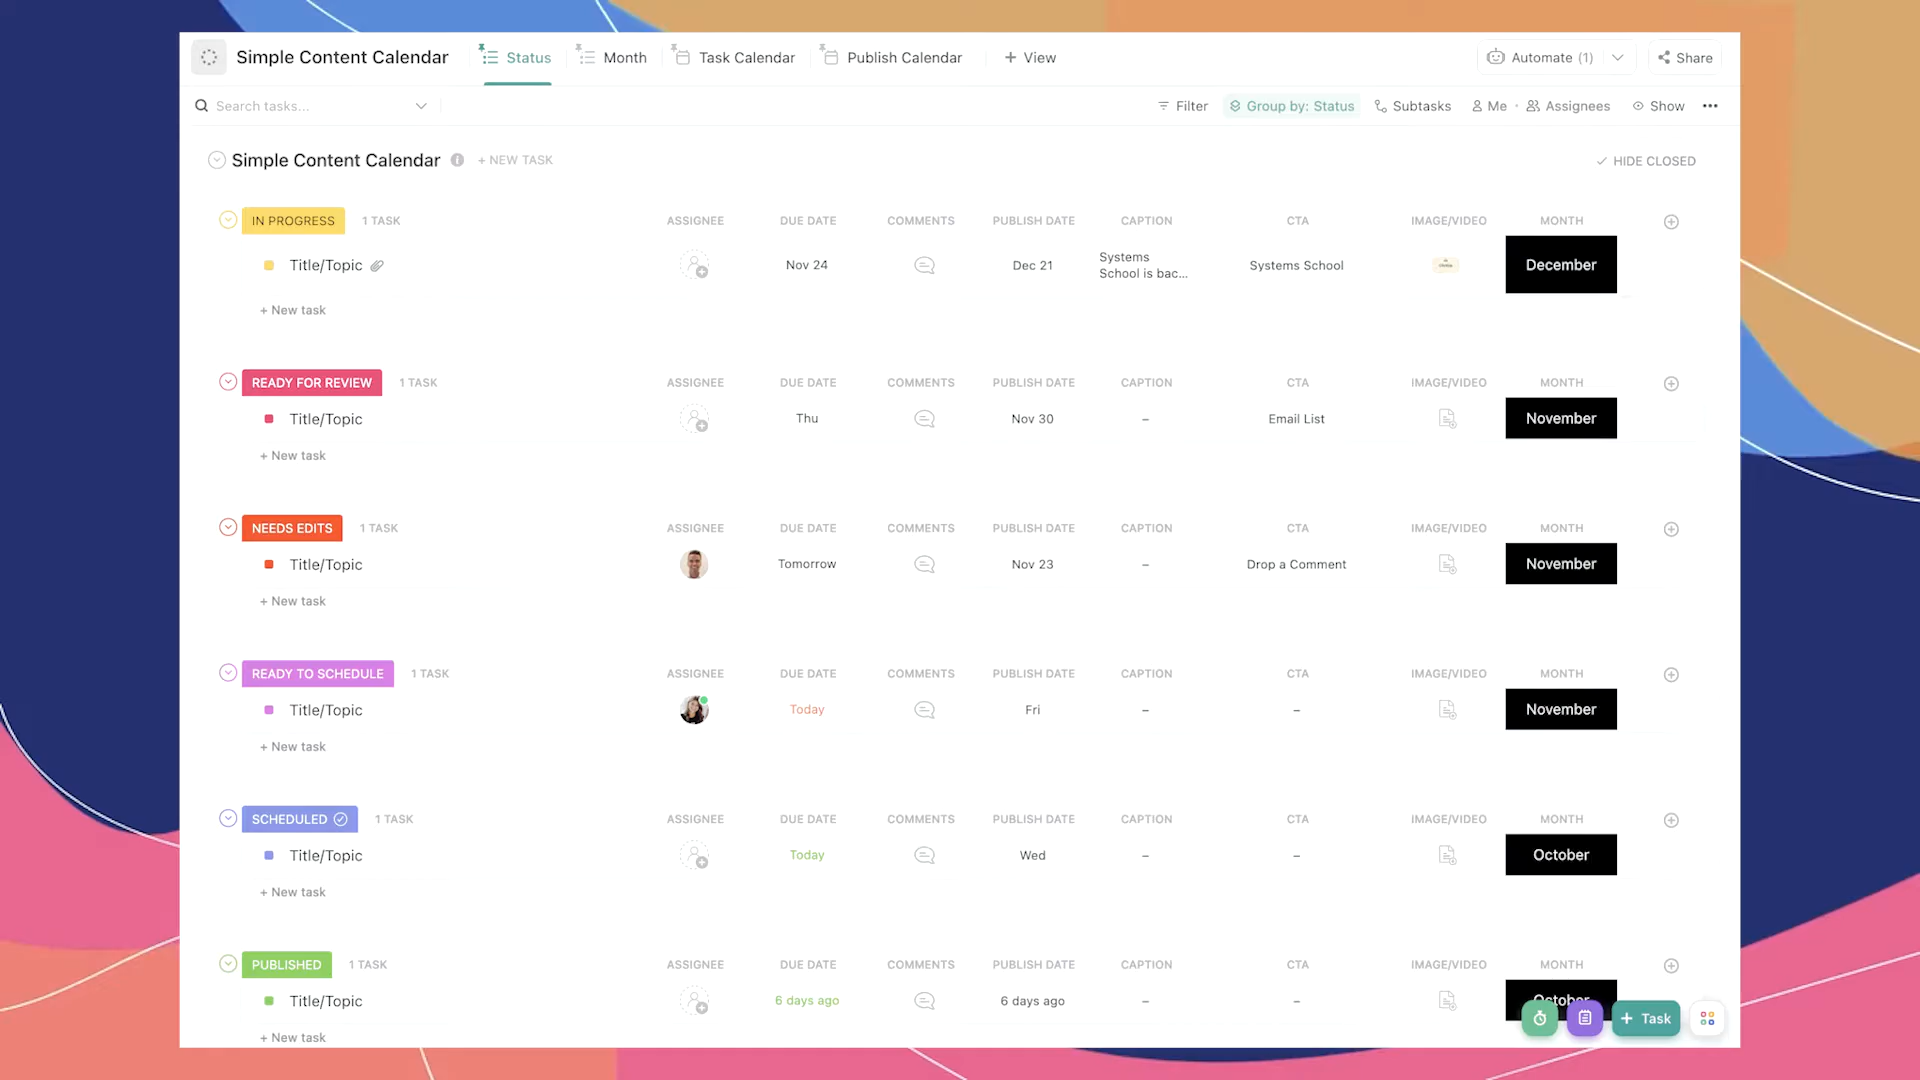 Simple Content Calendar Status Month Task Calendar Publish Calendar + View Automate (1) Share
Search tasks... Filter Group by: Status Subtasks Me · Assignees Show
Simple Content Calendar + NEW TASK HIDE CLOSED
IN PROGRESS 1 TASK ASSIGNEE DUE DATE COMMENTS PUBLISH DATE CAPTION CTA IMAGE/VIDEO MONTH
Title/Topic Nov 24 Dec 21 Systems School is bac... Systems School December
+ New task
READY FOR REVIEW 1 TASK ASSIGNEE DUE DATE COMMENTS PUBLISH DATE CAPTION CTA IMAGE/VIDEO MONTH
Title/Topic Thu Nov 30 – Email List November
+ New task
NEEDS EDITS 1 TASK ASSIGNEE DUE DATE COMMENTS PUBLISH DATE CAPTION CTA IMAGE/VIDEO MONTH
Title/Topic Tomorrow Nov 23 – Drop a Comment November
+ New task
READY TO SCHEDULE 1 TASK ASSIGNEE DUE DATE COMMENTS PUBLISH DATE CAPTION CTA IMAGE/VIDEO MONTH
Title/Topic Today Fri – – November
+ New task
SCHEDULED 1 TASK ASSIGNEE DUE DATE COMMENTS PUBLISH DATE CAPTION CTA IMAGE/VIDEO MONTH
Title/Topic Today Wed – – October
+ New task
PUBLISHED 1 TASK ASSIGNEE DUE DATE COMMENTS PUBLISH DATE CAPTION CTA IMAGE/VIDEO MONTH
Title/Topic 6 days ago 6 days ago – – October
+ Task
+ New task